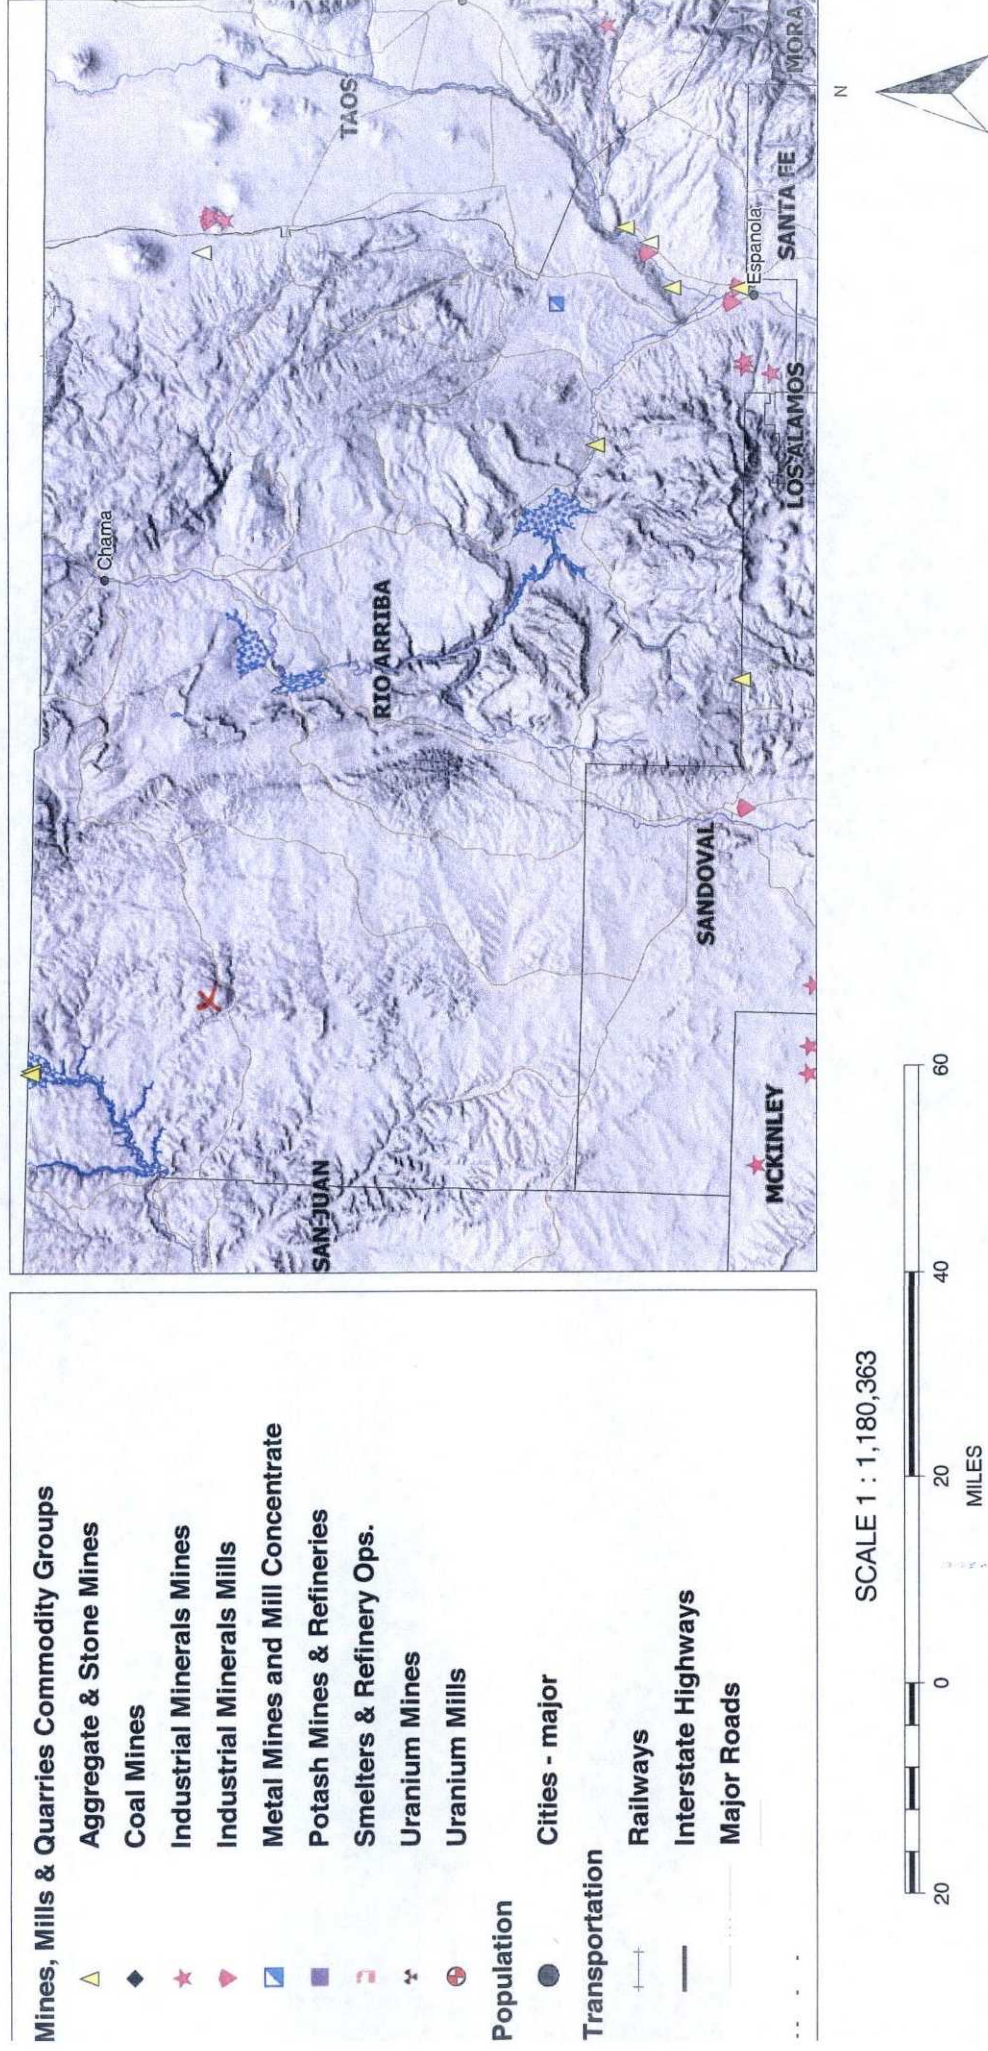 Mines, Mills & Quarries Commodity Groups
Aggregate & Stone Mines
Coal Mines
Industrial Minerals Mines
Industrial Minerals Mills
Metal Mines and Mill Concentrate
Potash Mines & Refineries
Smelters & Refinery Ops.
Uranium Mines
Uranium Mills
Population
Cities - major
Transportation
Railways
Interstate Highways
Major Roads
Chama
TAOS
RIO ARRIBA
SAN JUAN
SANDOVAL
MCKINLEY
LOS ALAMOS
Espanola
SANTA FE
MORA
N
SCALE 1 : 1,180,363
20 0 20 40 60
MILES